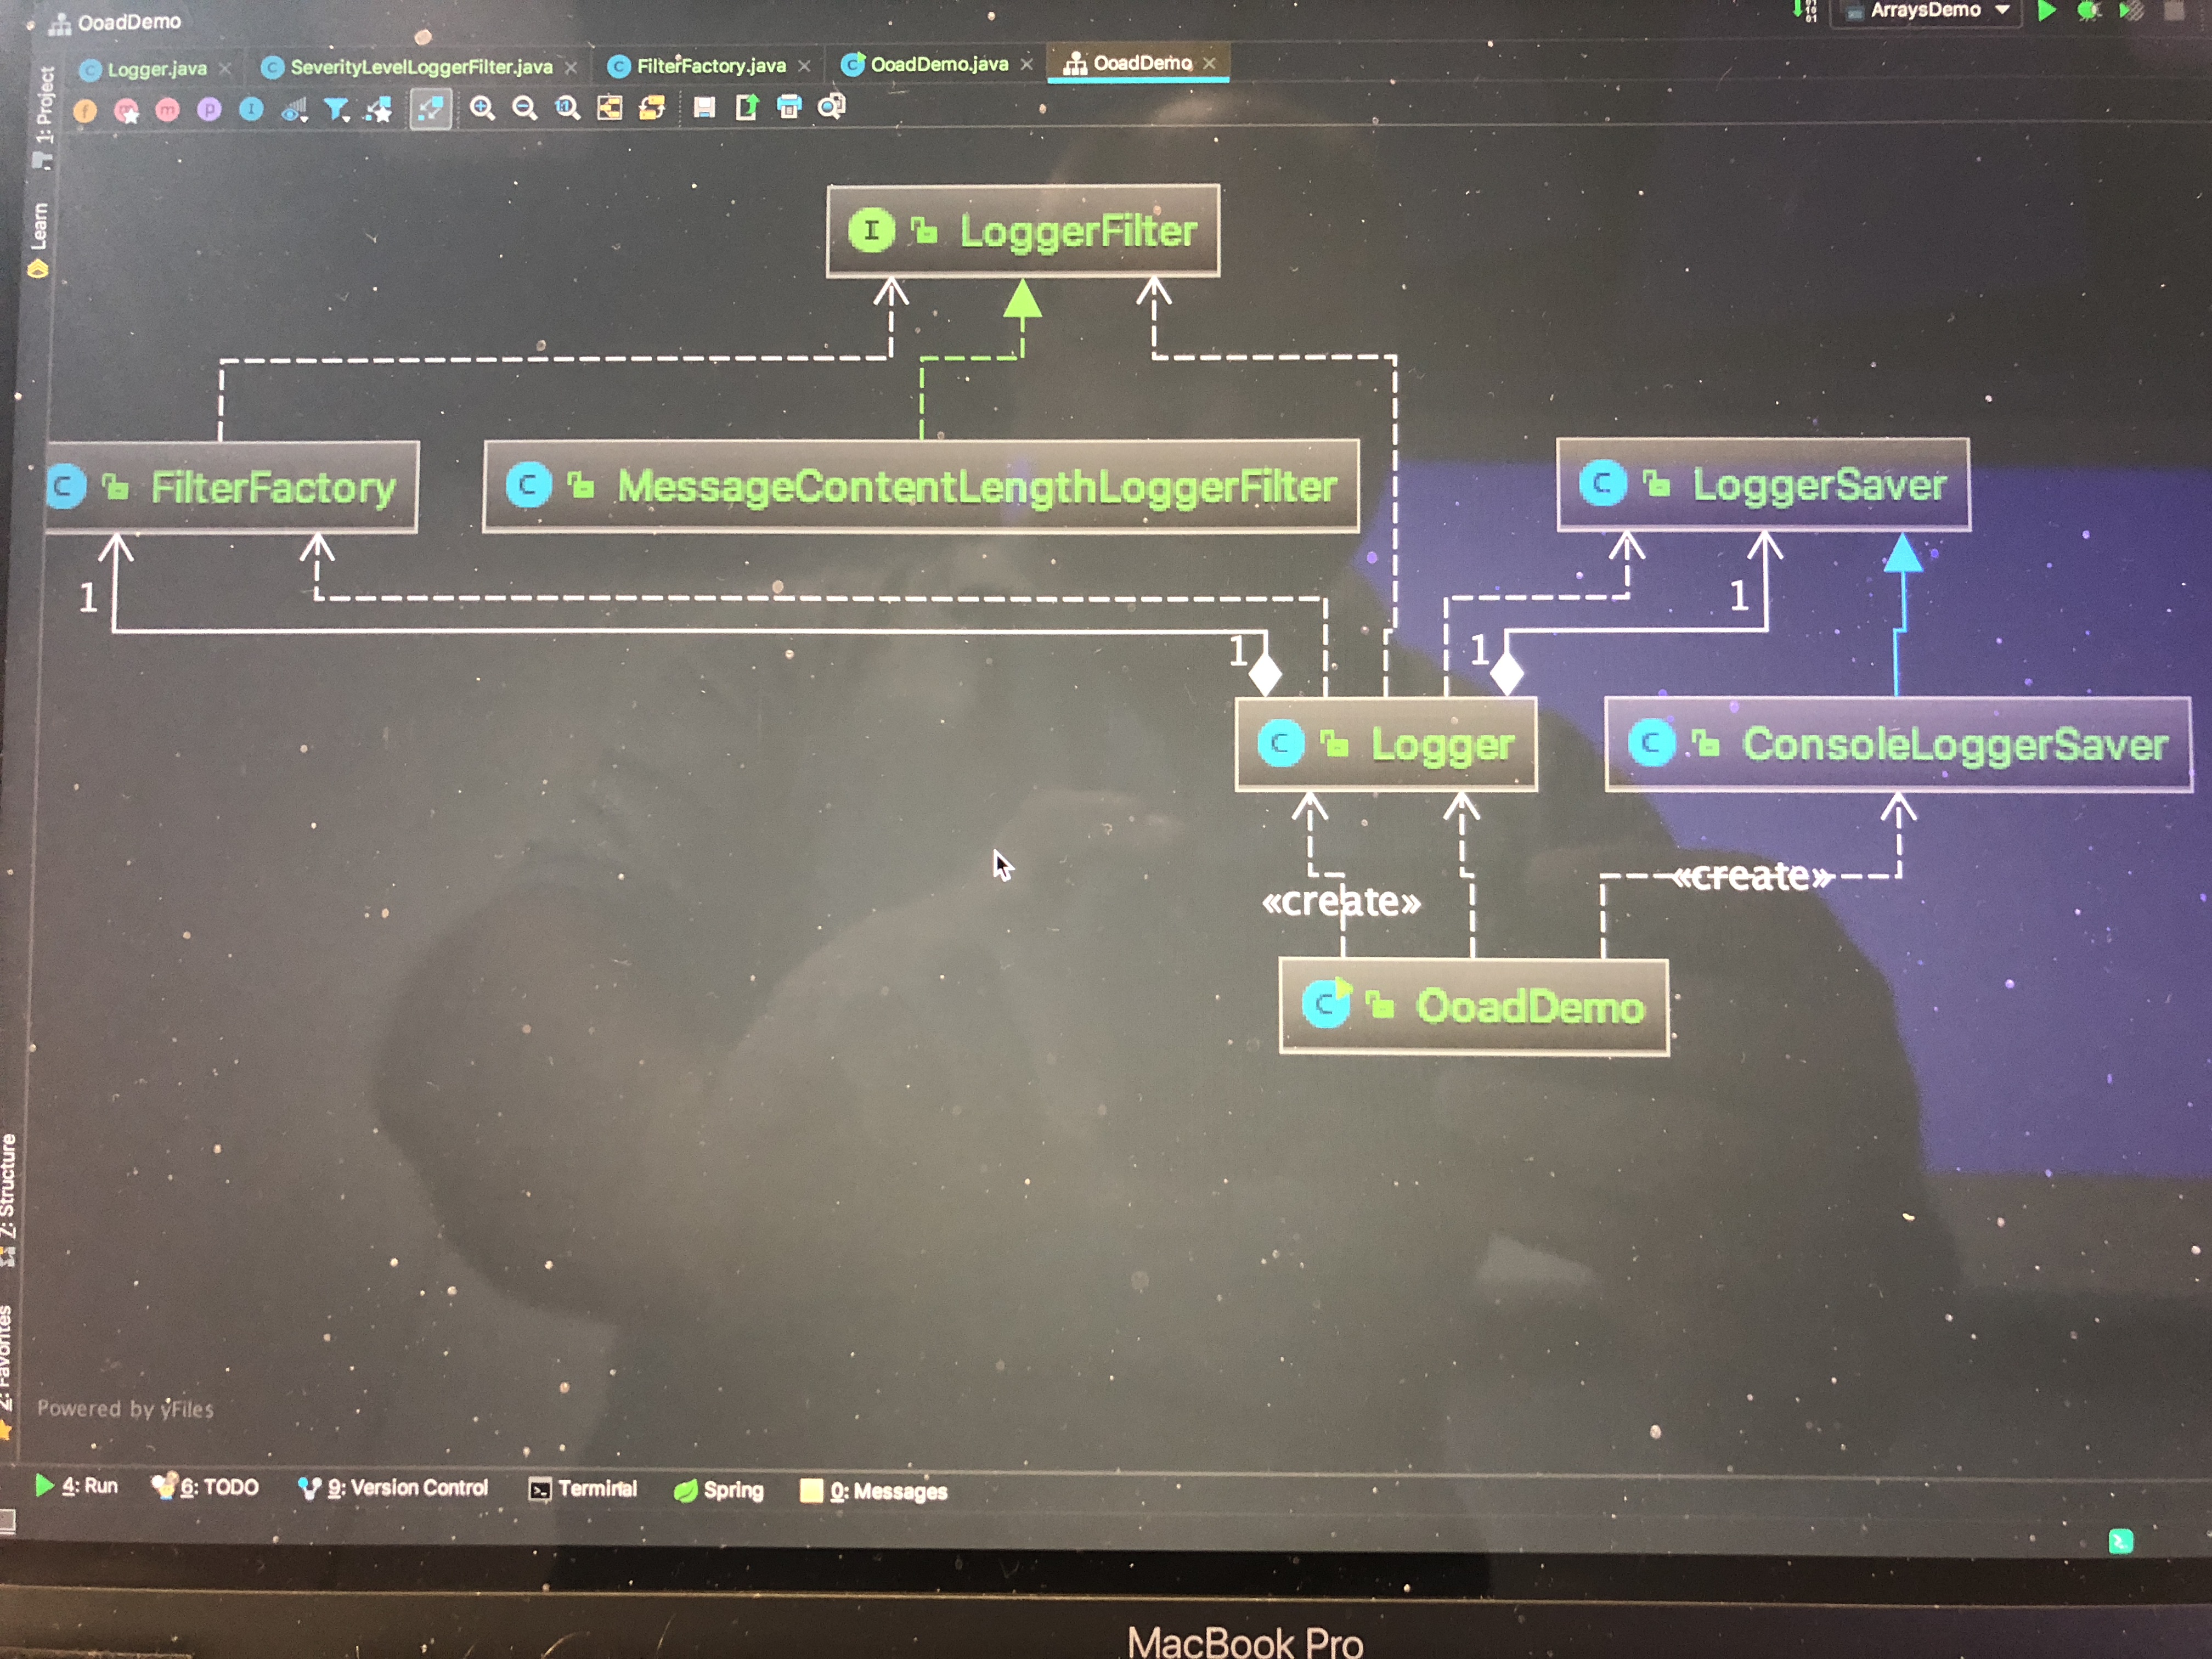 OoadDemo
ArraysDemo
Logger.java
SeverityLevelLoggerFilter.java
FilterFactory.java
OoadDemo.java
OoadDemo
1: Project
Learn
LoggerFilter
FilterFactory
MessageContentLengthLoggerFilter
LoggerSaver
1
1
1
1
Logger
ConsoleLoggerSaver
«create»
«create»
OoadDemo
7: Structure
2: Favorites
Powered by yFiles
4: Run
6: TODO
9: Version Control
Terminal
Spring
0: Messages
MacBook Pro